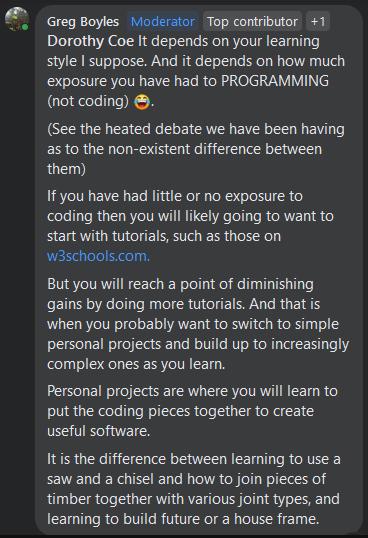 Greg Boyles Moderator Top contributor +1
Dorothy Coe It depends on your learning
style I suppose. And it depends on how much
exposure you have had to PROGRAMMING
(not coding) 😂.
(See the heated debate we have been having
as to the non-existent difference between
them)
If you have had little or no exposure to
coding then you will likely going to want to
start with tutorials, such as those on
w3schools.com.
But you will reach a point of diminishing
gains by doing more tutorials. And that is
when you probably want to switch to simple
personal projects and build up to increasingly
complex ones as you learn.
Personal projects are where you will learn to
put the coding pieces together to create
useful software.
It is the difference between learning to use a
saw and a chisel and how to join pieces of
timber together with various joint types, and
learning to build future or a house frame.